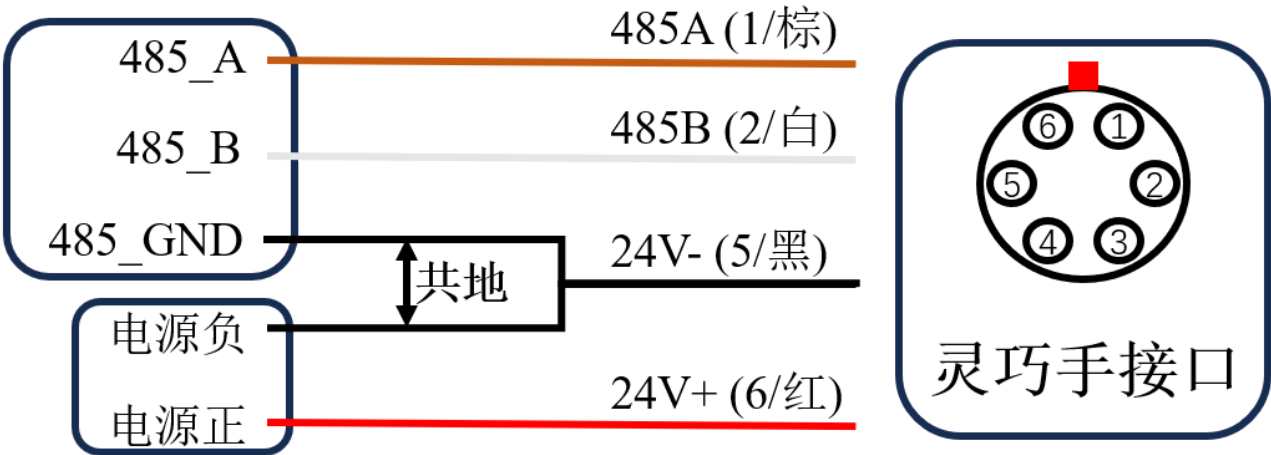 485_A
485_B
485_GND
电源负
电源正
共地
485A (1/棕)
485B (2/白)
24V- (5/黑)
24V+ (6/红)
6 1
5 2
4 3
灵巧手接口